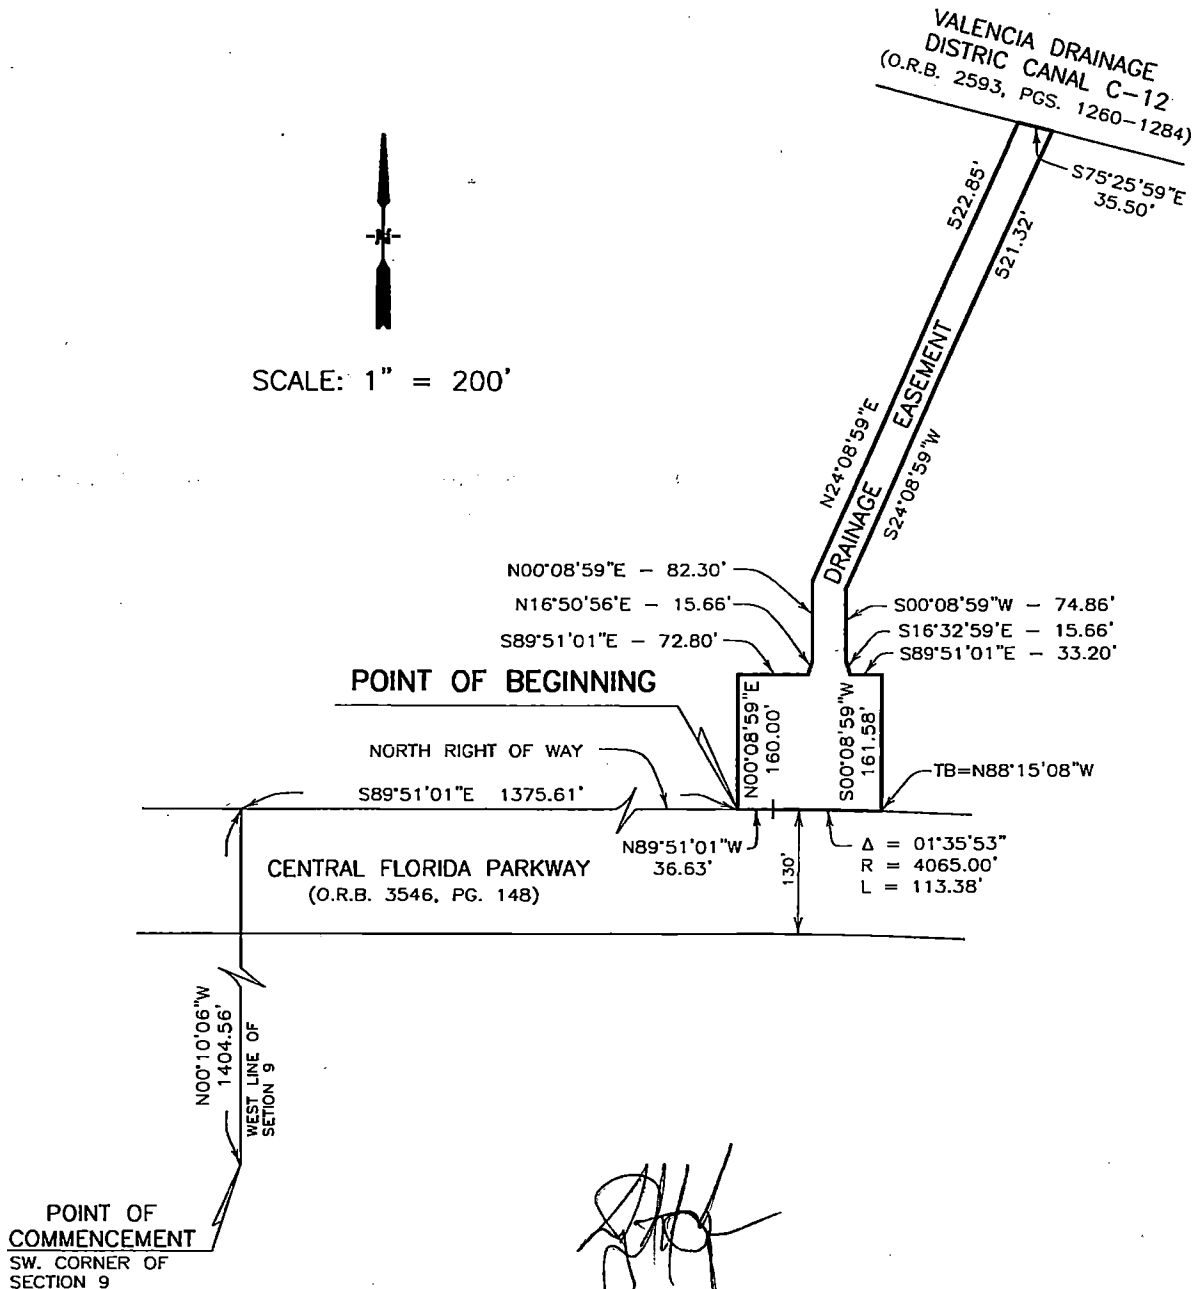 VALENCIA DRAINAGE
DISTRIC CANAL C-12
(O.R.B. 2593, PGS. 1260-1284)
S75°25'59"E
35.50'
522.85'
521.32'
N
SCALE: 1" = 200'
N24°08'59"E
DRAINAGE EASEMENT
S24°08'59"W
N00°08'59"E - 82.30'
N16°50'56"E - 15.66'
S89°51'01"E - 72.80'
S00°08'59"W - 74.86'
S16°32'59"E - 15.66'
S89°51'01"E - 33.20'
POINT OF BEGINNING
N00°08'59"E
160.00'
S00°08'59"W
161.58'
NORTH RIGHT OF WAY
TB=N88°15'08"W
S89°51'01"E 1375.61'
N89°51'01"W
36.63'
130'
Δ = 01°35'53"
R = 4065.00'
L = 113.38'
CENTRAL FLORIDA PARKWAY
(O.R.B. 3546, PG. 148)
N00°10'06"W
1404.56'
WEST LINE OF
SETION 9
POINT OF
COMMENCEMENT
SW. CORNER OF
SECTION 9